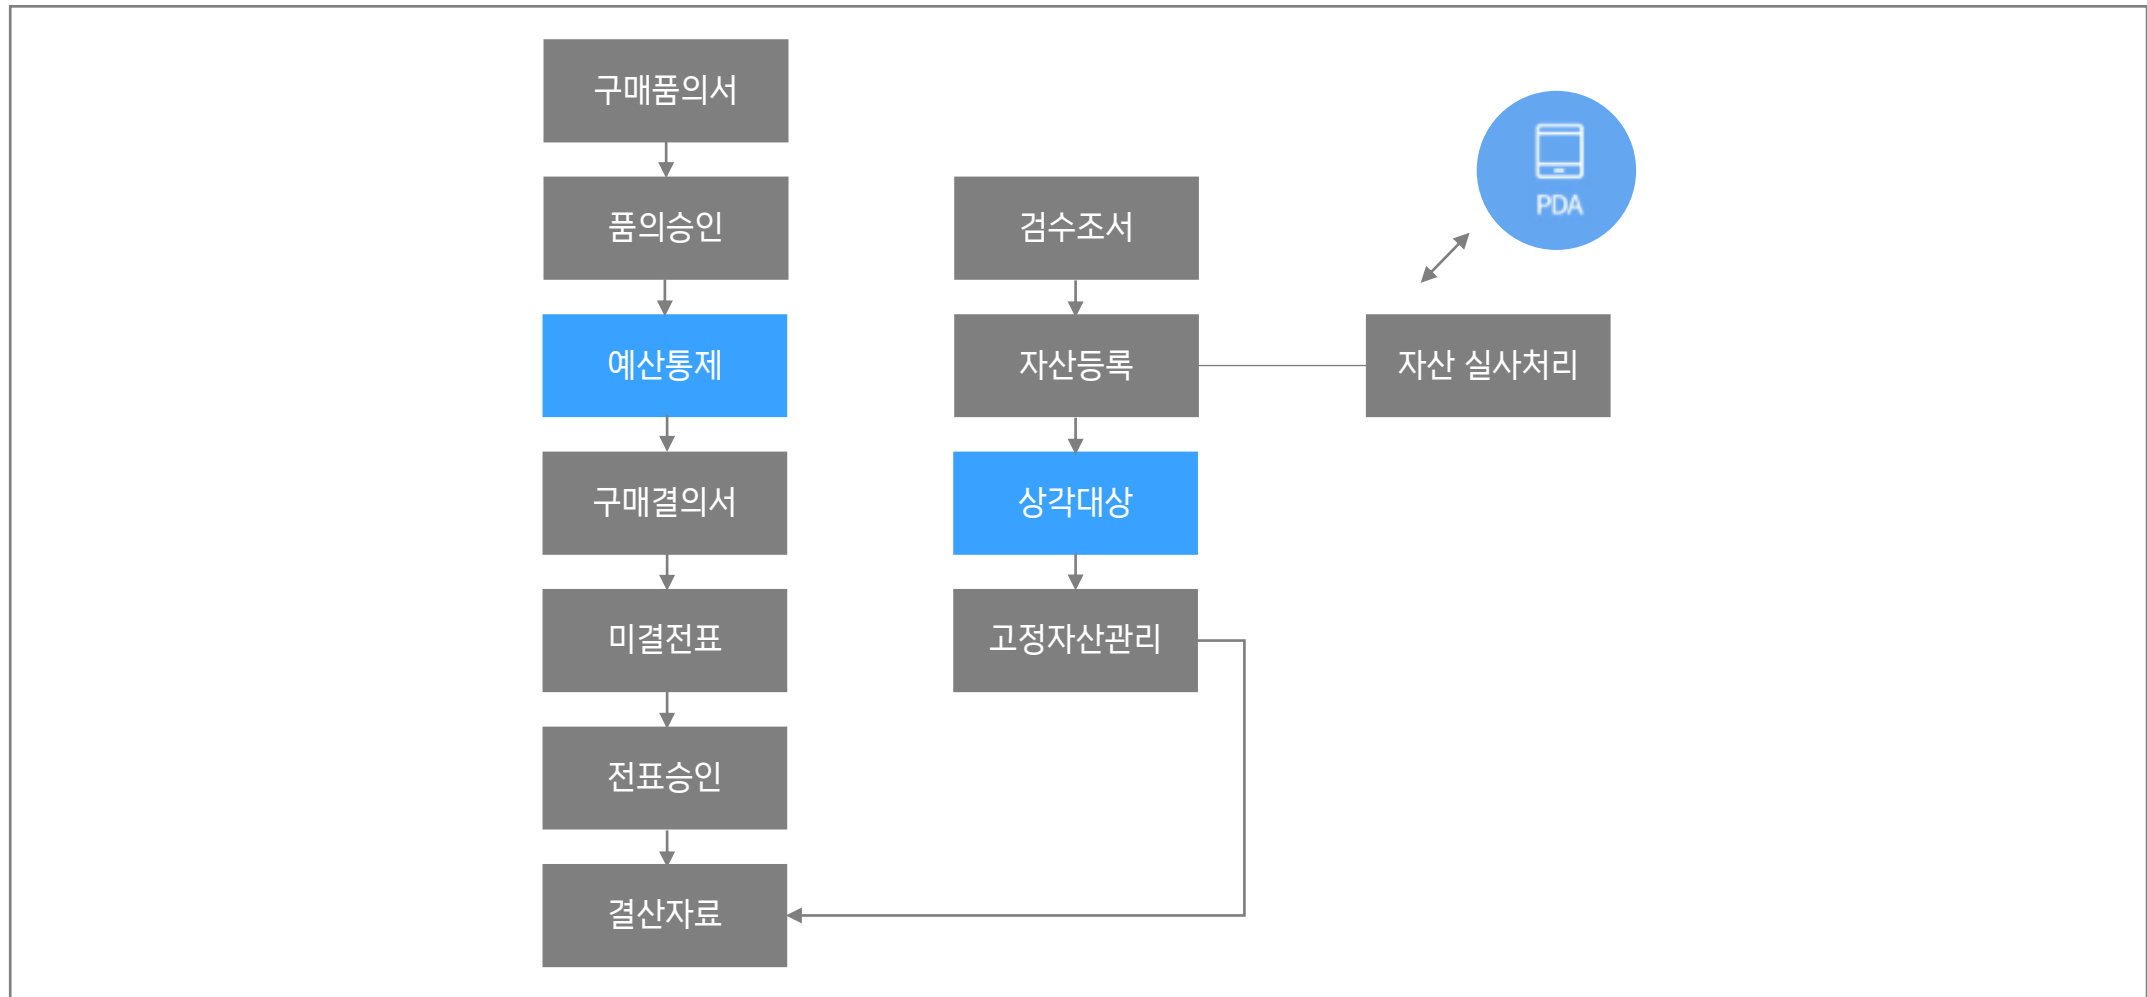 구매품의서
품의승인
예산통제
구매결의서
미결전표
전표승인
결산자료
검수조서
자산등록
상각대상
고정자산관리
자산 실사처리
PDA